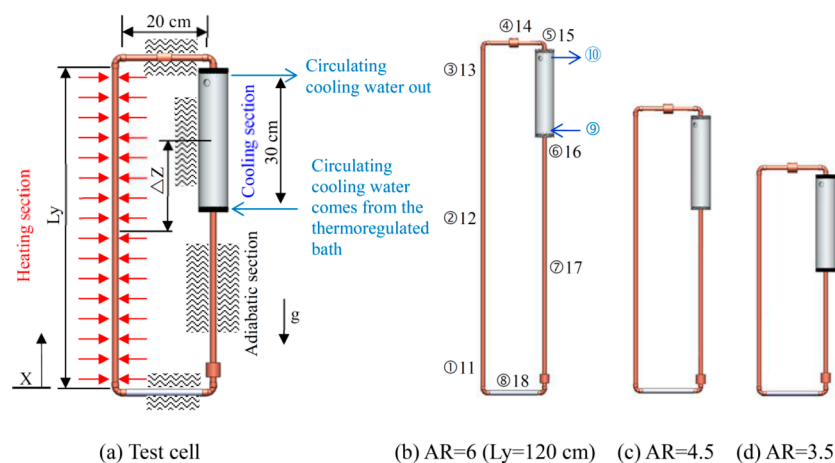 20 cm
Circulating
cooling water out
Cooling section
30 cm
Circulating
cooling water
comes from the
thermoregulated
bath
△Z
Ly
Heating section
Adiabatic section
g
X
(a) Test cell
④14
⑤15
⑩
③13
⑨
⑥16
②12
⑦17
①11
⑧18
(b) AR=6 (Ly=120 cm)
(c) AR=4.5
(d) AR=3.5